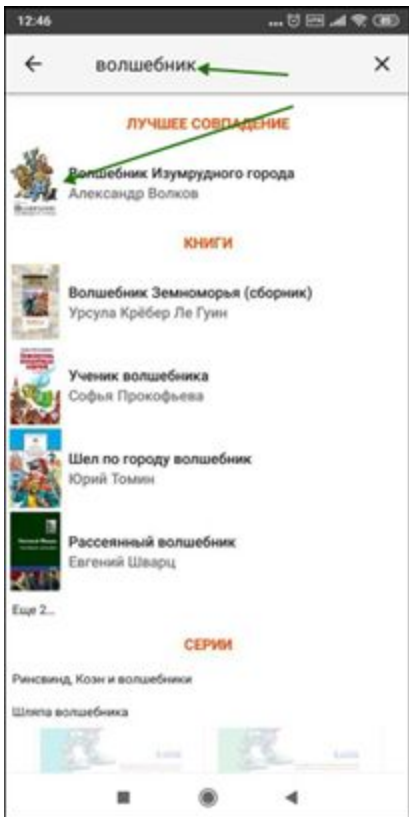 12:46
волшебник
ЛУЧШЕЕ СОВПАДЕНИЕ
Волшебник Изумрудного города
Александр Волков
КНИГИ
Волшебник Земноморья (сборник)
Урсула Крёбер Ле Гуин
Ученик волшебника
Софья Прокофьева
Шел по городу волшебник
Юрий Томин
Рассеянный волшебник
Евгений Шварц
Еще 2...
СЕРИИ
Ринсвинд, Коэн и волшебники
Шляпа волшебника